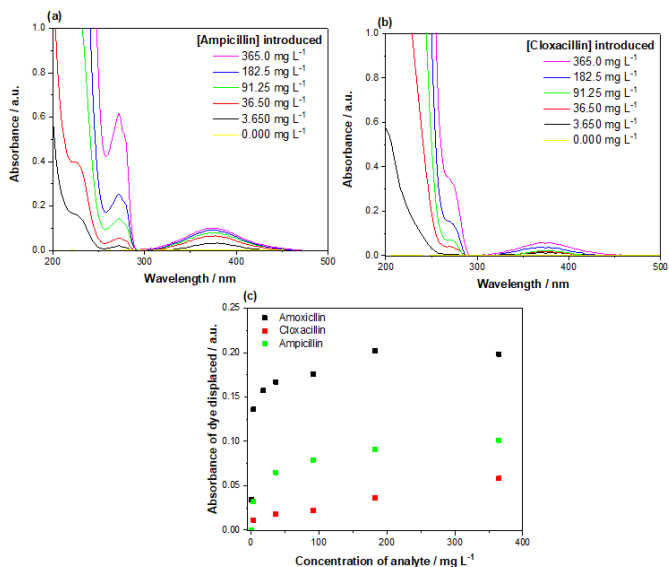 (a)
[Ampicillin] introduced
365.0 mg L⁻¹
182.5 mg L⁻¹
91.25 mg L⁻¹
36.50 mg L⁻¹
3.650 mg L⁻¹
0.000 mg L⁻¹
Absorbance / a.u.
1.0
0.8
0.6
0.4
0.2
0.0
200 300 400 500
Wavelength / nm
(b)
[Cloxacillin] introduced
365.0 mg L⁻¹
182.5 mg L⁻¹
91.25 mg L⁻¹
36.50 mg L⁻¹
3.650 mg L⁻¹
0.000 mg L⁻¹
Absorbance / a.u.
1.0
0.8
0.6
0.4
0.2
0.0
200 300 400 500
Wavelength / nm
(c)
Amoxicllin
Cloxacillin
Ampicillin
Absorbance of dye displaced / a.u.
0.25
0.20
0.15
0.10
0.05
0.00
0 100 200 300 400
Concentration of analyte / mg L⁻¹